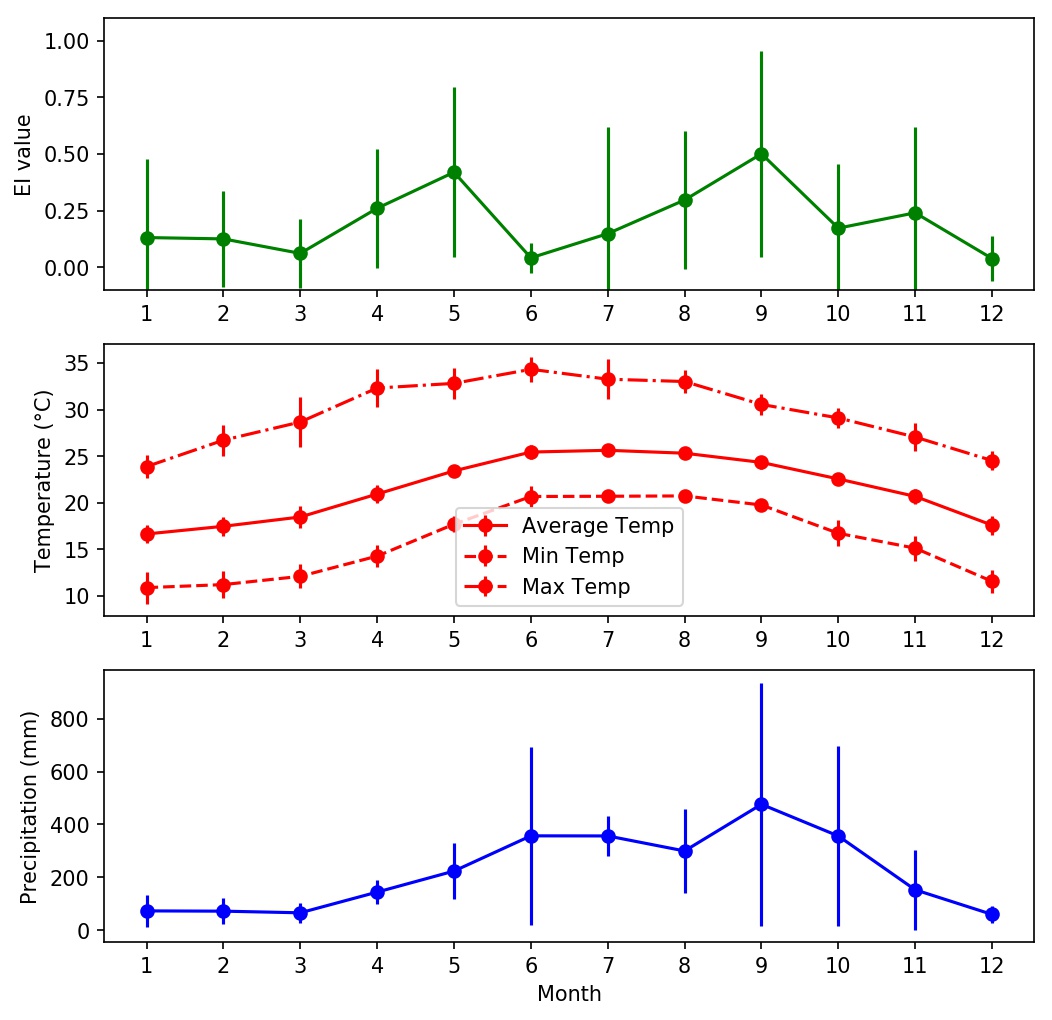 1.00
0.75
0.50
0.25
0.00
EI value
1 2 3 4 5 6 7 8 9 10 11 12
35
30
25
20
15
10
Temperature (°C)
Average Temp
Min Temp
Max Temp
1 2 3 4 5 6 7 8 9 10 11 12
800
600
400
200
0
Precipitation (mm)
1 2 3 4 5 6 7 8 9 10 11 12
Month